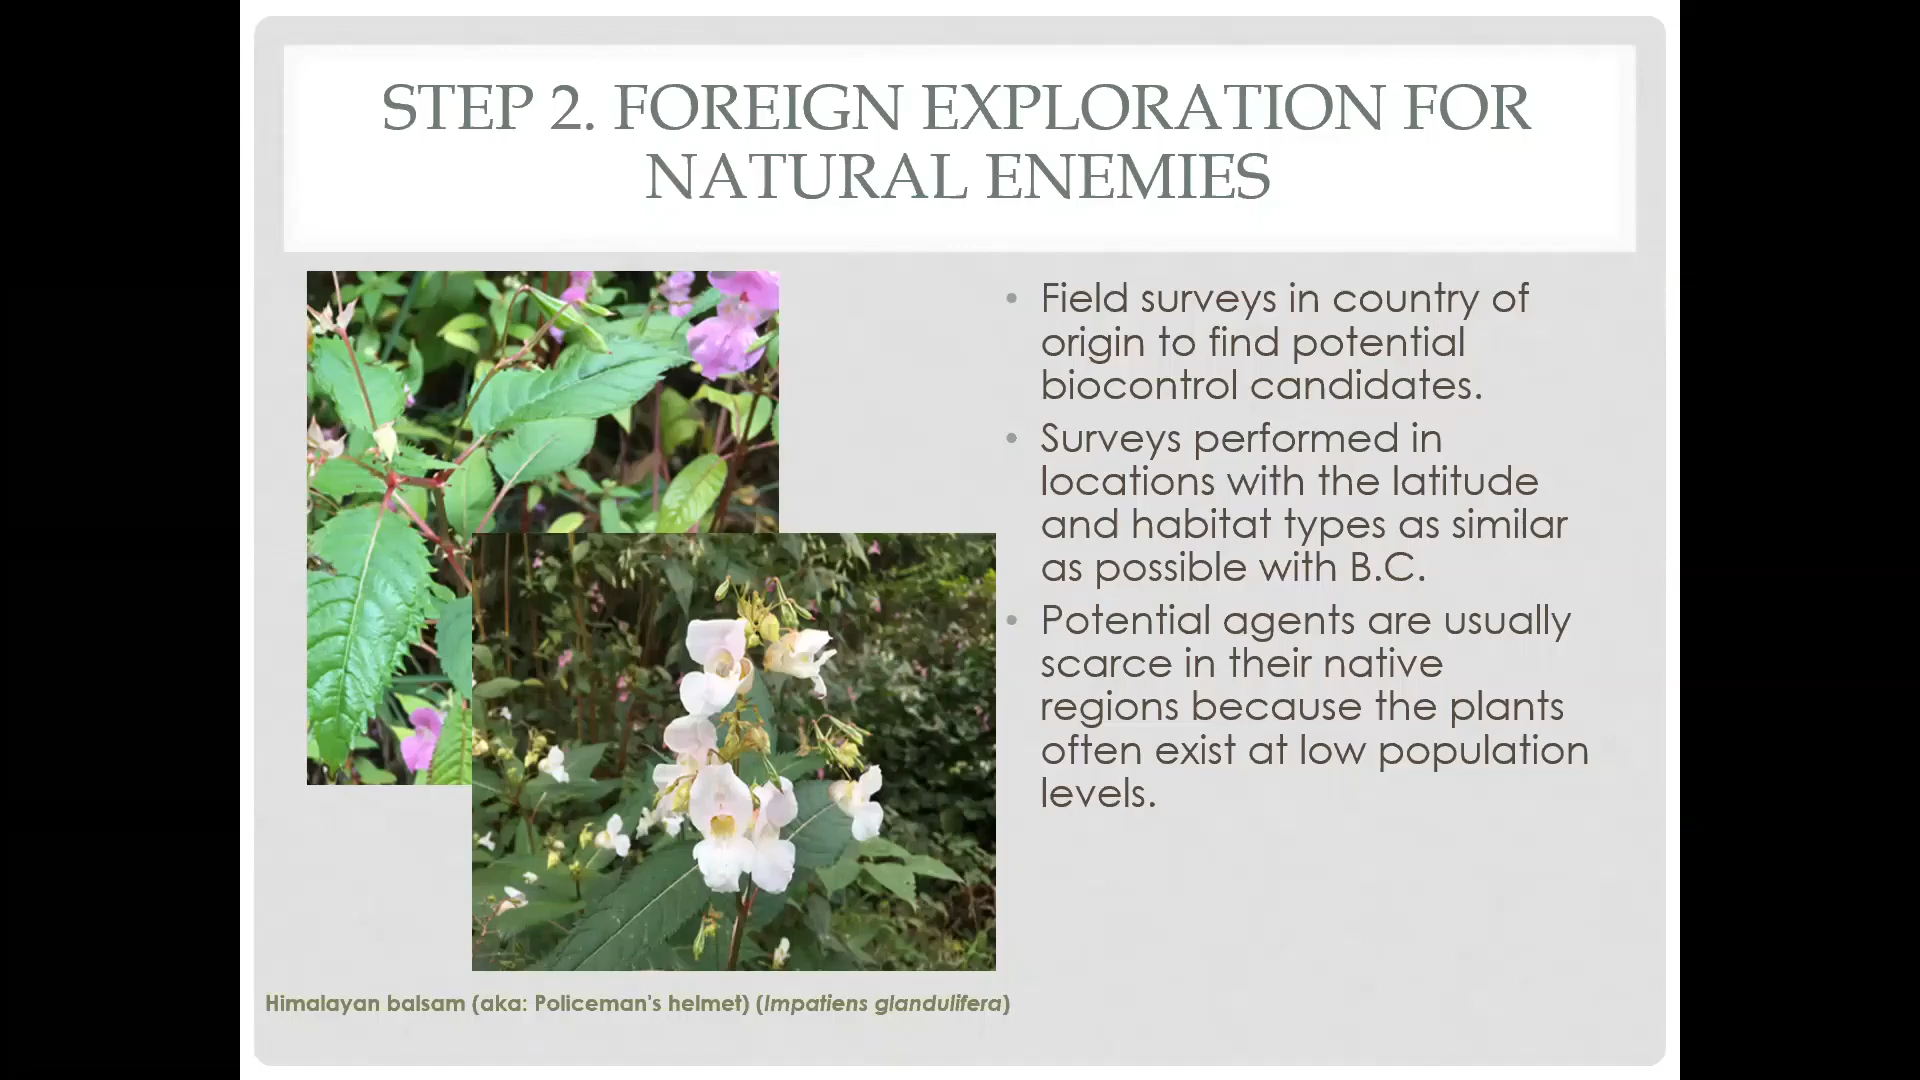 STEP 2. FOREIGN EXPLORATION FOR
NATURAL ENEMIES
• Field surveys in country of
origin to find potential
biocontrol candidates.
• Surveys performed in
locations with the latitude
and habitat types as similar
as possible with B.C.
• Potential agents are usually
scarce in their native
regions because the plants
often exist at low population
levels.
Himalayan balsam (aka: Policeman's helmet) (Impatiens glandulifera)